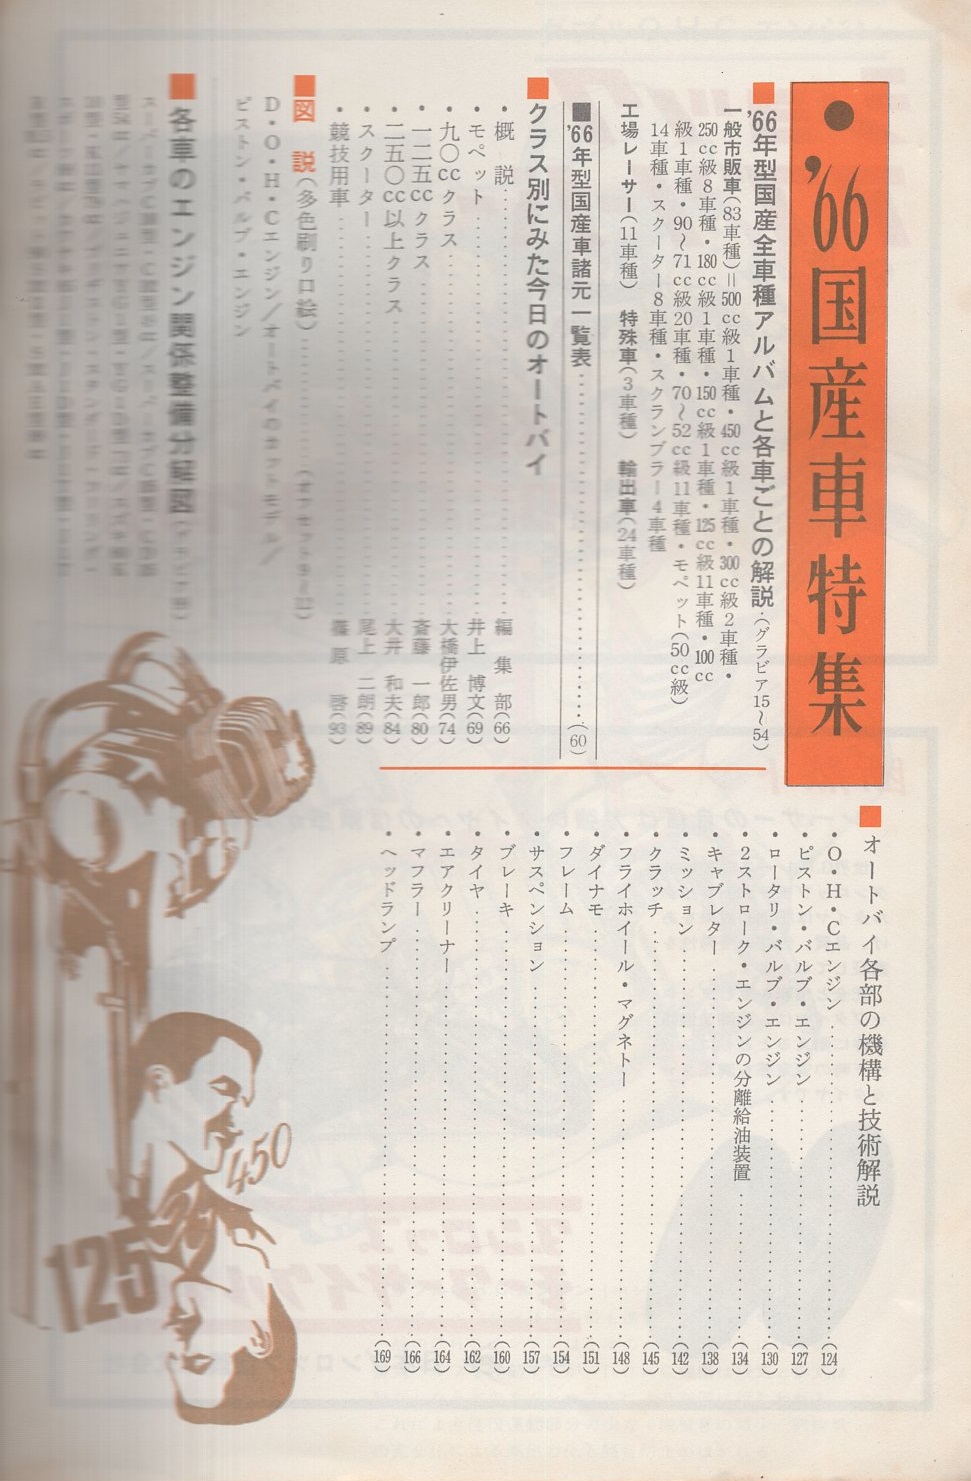 '66国産車特集
■'66年型国産全車種アルバムと各車ごとの解説・(グラビア15〜54)
一般市販車(83車種)＝500cc級1車種・450cc級1車種・300cc級2車種・
250cc級8車種・180cc級1車種・150cc級1車種・125cc級11車種・100cc
級1車種・90〜71cc級20車種・70〜52cc級11車種・モペット(50cc級)
14車種・スクーター8車種・スクランブラー4車種
工場レーサー(11車種) 特殊車(3車種) 輸出車(24車種)
■'66年型国産車諸元一覧表……(60)
■クラス別にみた今日のオートバイ
・概説……編集部(66)
・モペット……井上博文(69)
・九〇ccクラス……大橋伊佐男(74)
・一二五ccクラス……斎藤一郎(80)
・二五〇cc以上クラス……大井和夫(84)
・スクーター……尾上二朗(89)
・競技用車……篠原啓(93)
■図説(多色刷り口絵)……
D・O・H・Cエンジン／オートバイのカットモデル／
ピストン・バルブ・エンジン
■各車のエンジン関係整備分解図
■オートバイ各部の機構と技術解説
・O・H・Cエンジン……(124)
・ピストン・バルブ・エンジン……(127)
・ロータリ・バルブ・エンジン……(130)
・2ストローク・エンジンの分離給油装置……(134)
・キャブレター……(138)
・ミッション……(142)
・クラッチ……(145)
・フライホイール・マグネトー……(148)
・ダイナモ……(151)
・フレーム……(154)
・サスペンション……(157)
・ブレーキ……(160)
・タイヤ……(162)
・エアクリーナー……(164)
・マフラー……(166)
・ヘッドランプ……(169)
450
125